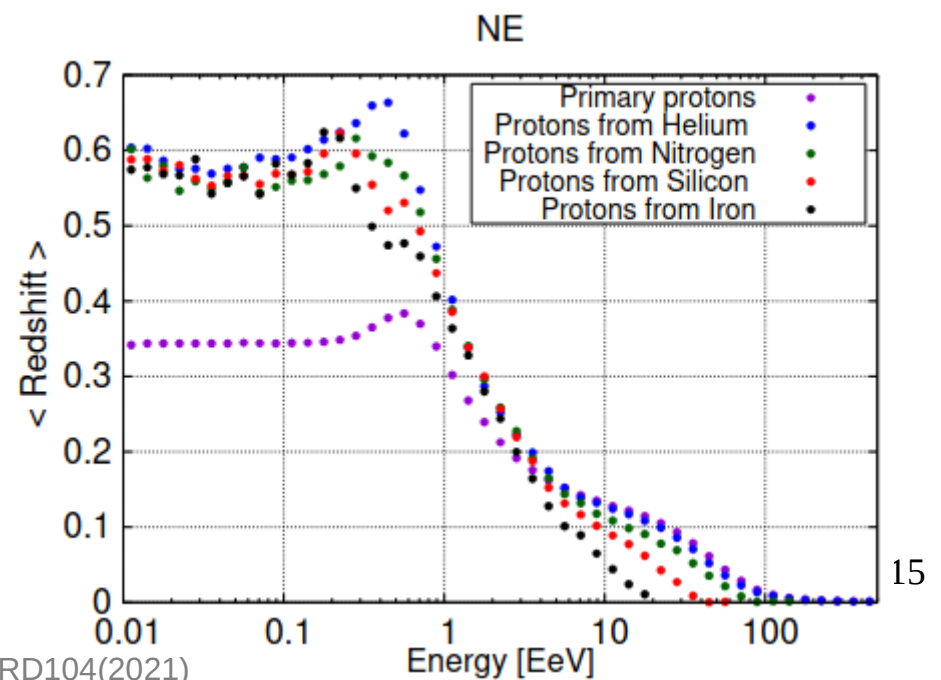 NE
0.7
0.6
0.5
0.4
0.3
0.2
0.1
0
< Redshift >
Primary protons
Protons from Helium
Protons from Nitrogen
Protons from Silicon
Protons from Iron
0.01 0.1 1 10 100
Energy [EeV]
15
RD104(2021)